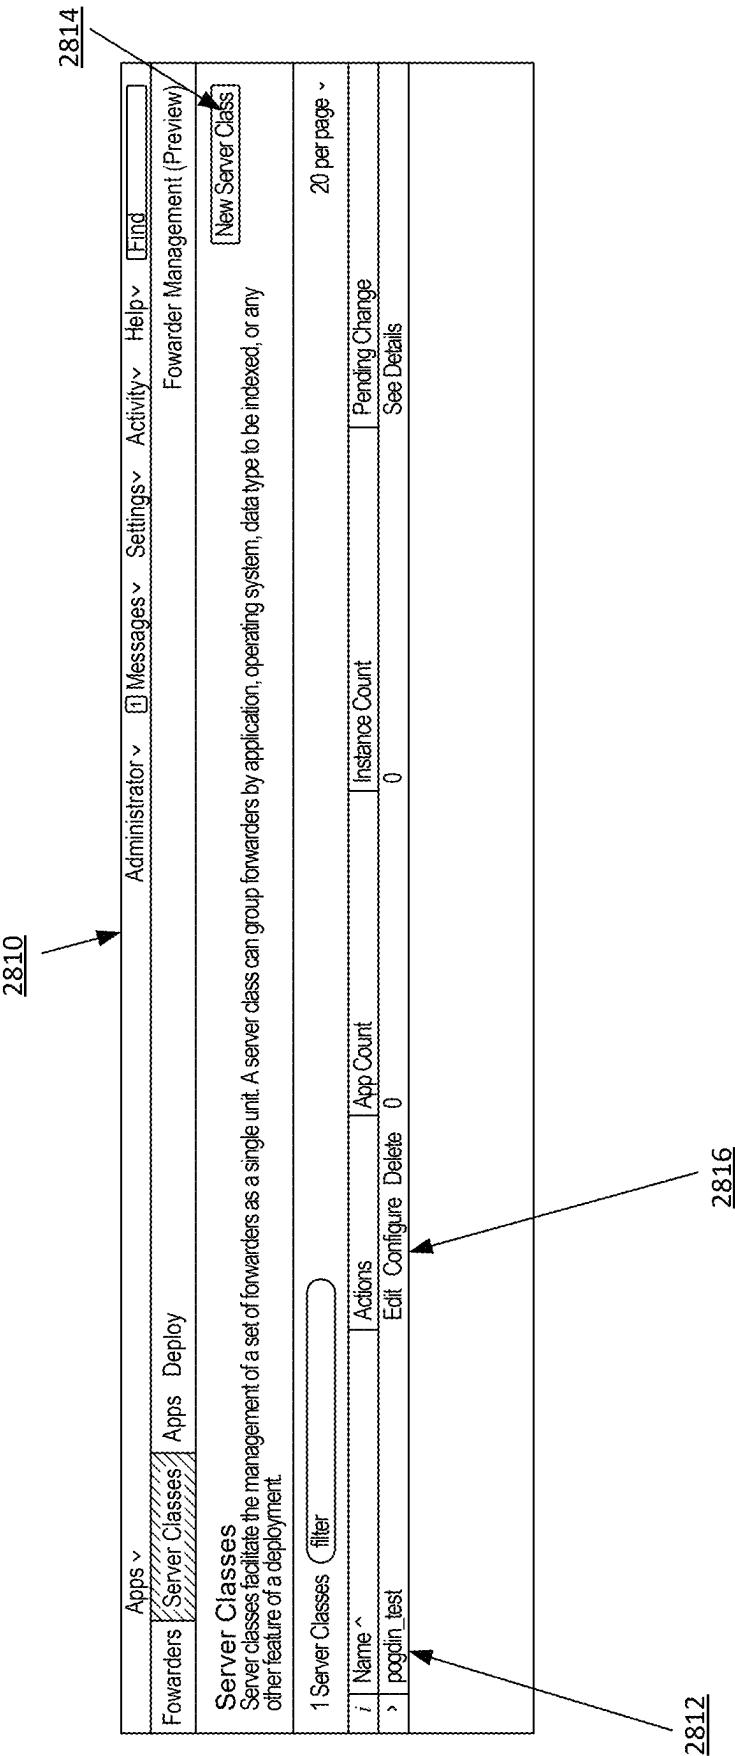 2810
2814
Apps ˅ Administrator ˅ 1 Messages ˅ Settings ˅ Activity ˅ Help ˅ Find
Fowarders Server Classes Apps Deploy Fowarder Management (Preview)
Server Classes
New Server Class
Server classes facilitate the management of a set of forwarders as a single unit. A server class can group forwarders by application, operating system, data type to be indexed, or any
other feature of a deployment.
1 Server Classes filter 20 per page ˅
i Name ^ Actions App Count Instance Count Pending Change
> pogdin_test Edit Configure Delete 0 0 See Details
2812
2816